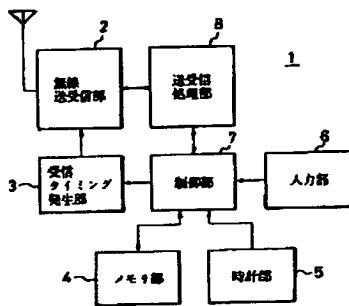 2
無線
送受信部
8
送受信
処理部
1
3
受信
タイミング
発生部
7
制御部
6
入力部
4
メモリ部
時計部
5